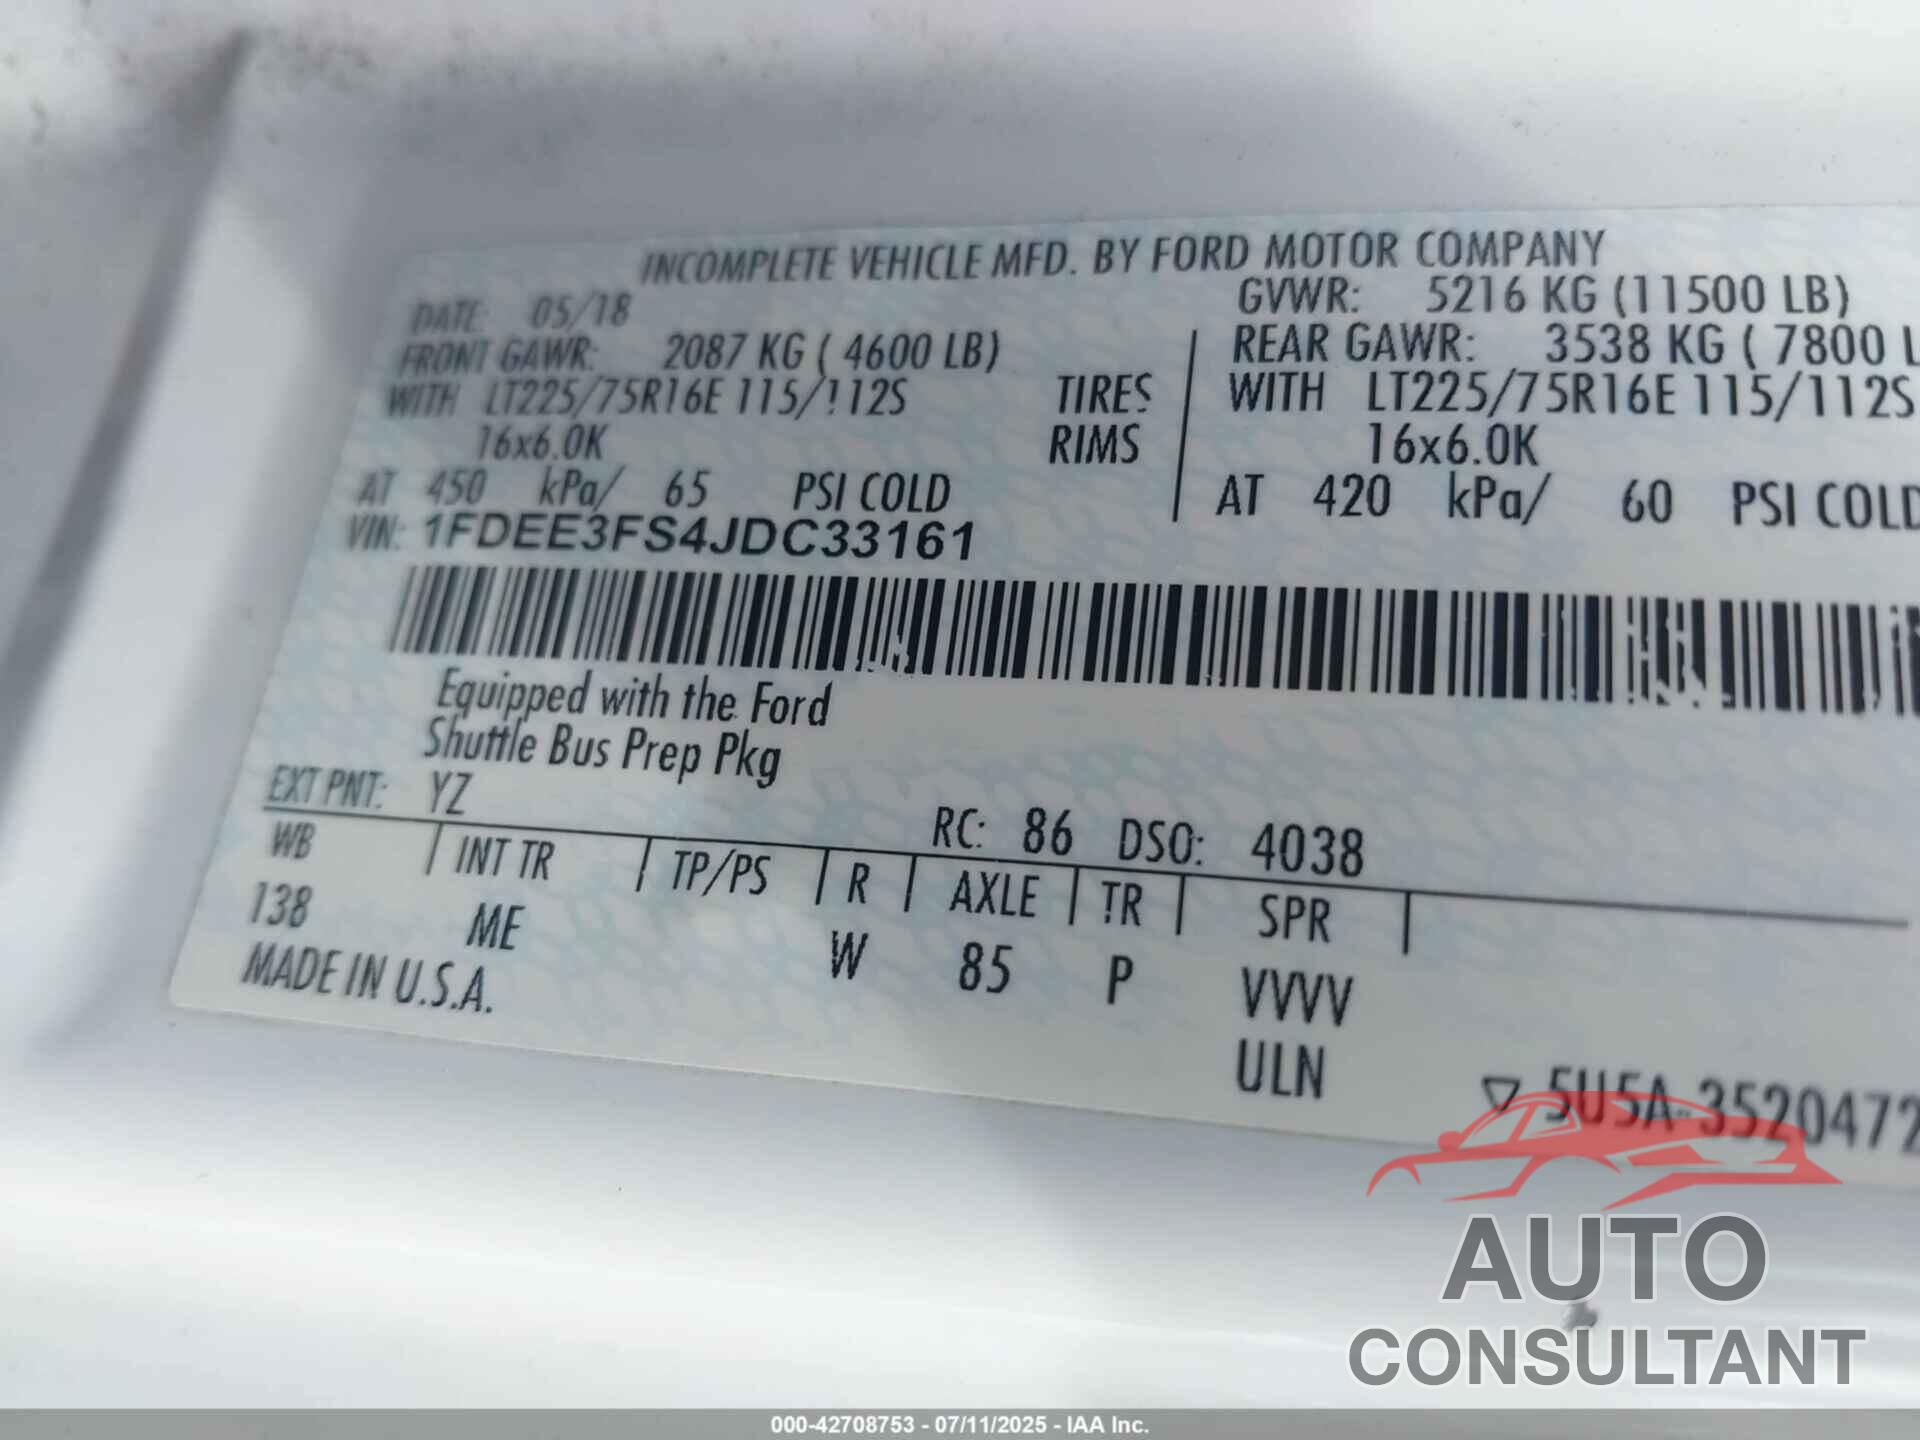 INCOMPLETE VEHICLE MFD. BY FORD MOTOR COMPANY
DATE: 05/18 GVWR: 5216 KG (11500 LB)
FRONT GAWR: 2087 KG ( 4600 LB) REAR GAWR: 3538 KG ( 7800 L
WITH LT225/75R16E 115/112S TIRES WITH LT225/75R16E 115/112S
16x6.0K RIMS 16x6.0K
AT 450 kPa/ 65 PSI COLD AT 420 kPa/ 60 PSI COLD
VIN: 1FDEE3FS4JDC33161
Equipped with the Ford
Shuttle Bus Prep Pkg
EXT PNT: YZ RC: 86 DSO: 4038
WB INT TR TP/PS R AXLE TR SPR
138 ME W 85 P VVVV
MADE IN U.S.A. ULN
5U5A-3520472
AUTO
CONSULTANT
000-42708753 - 07/11/2025 - IAA Inc.